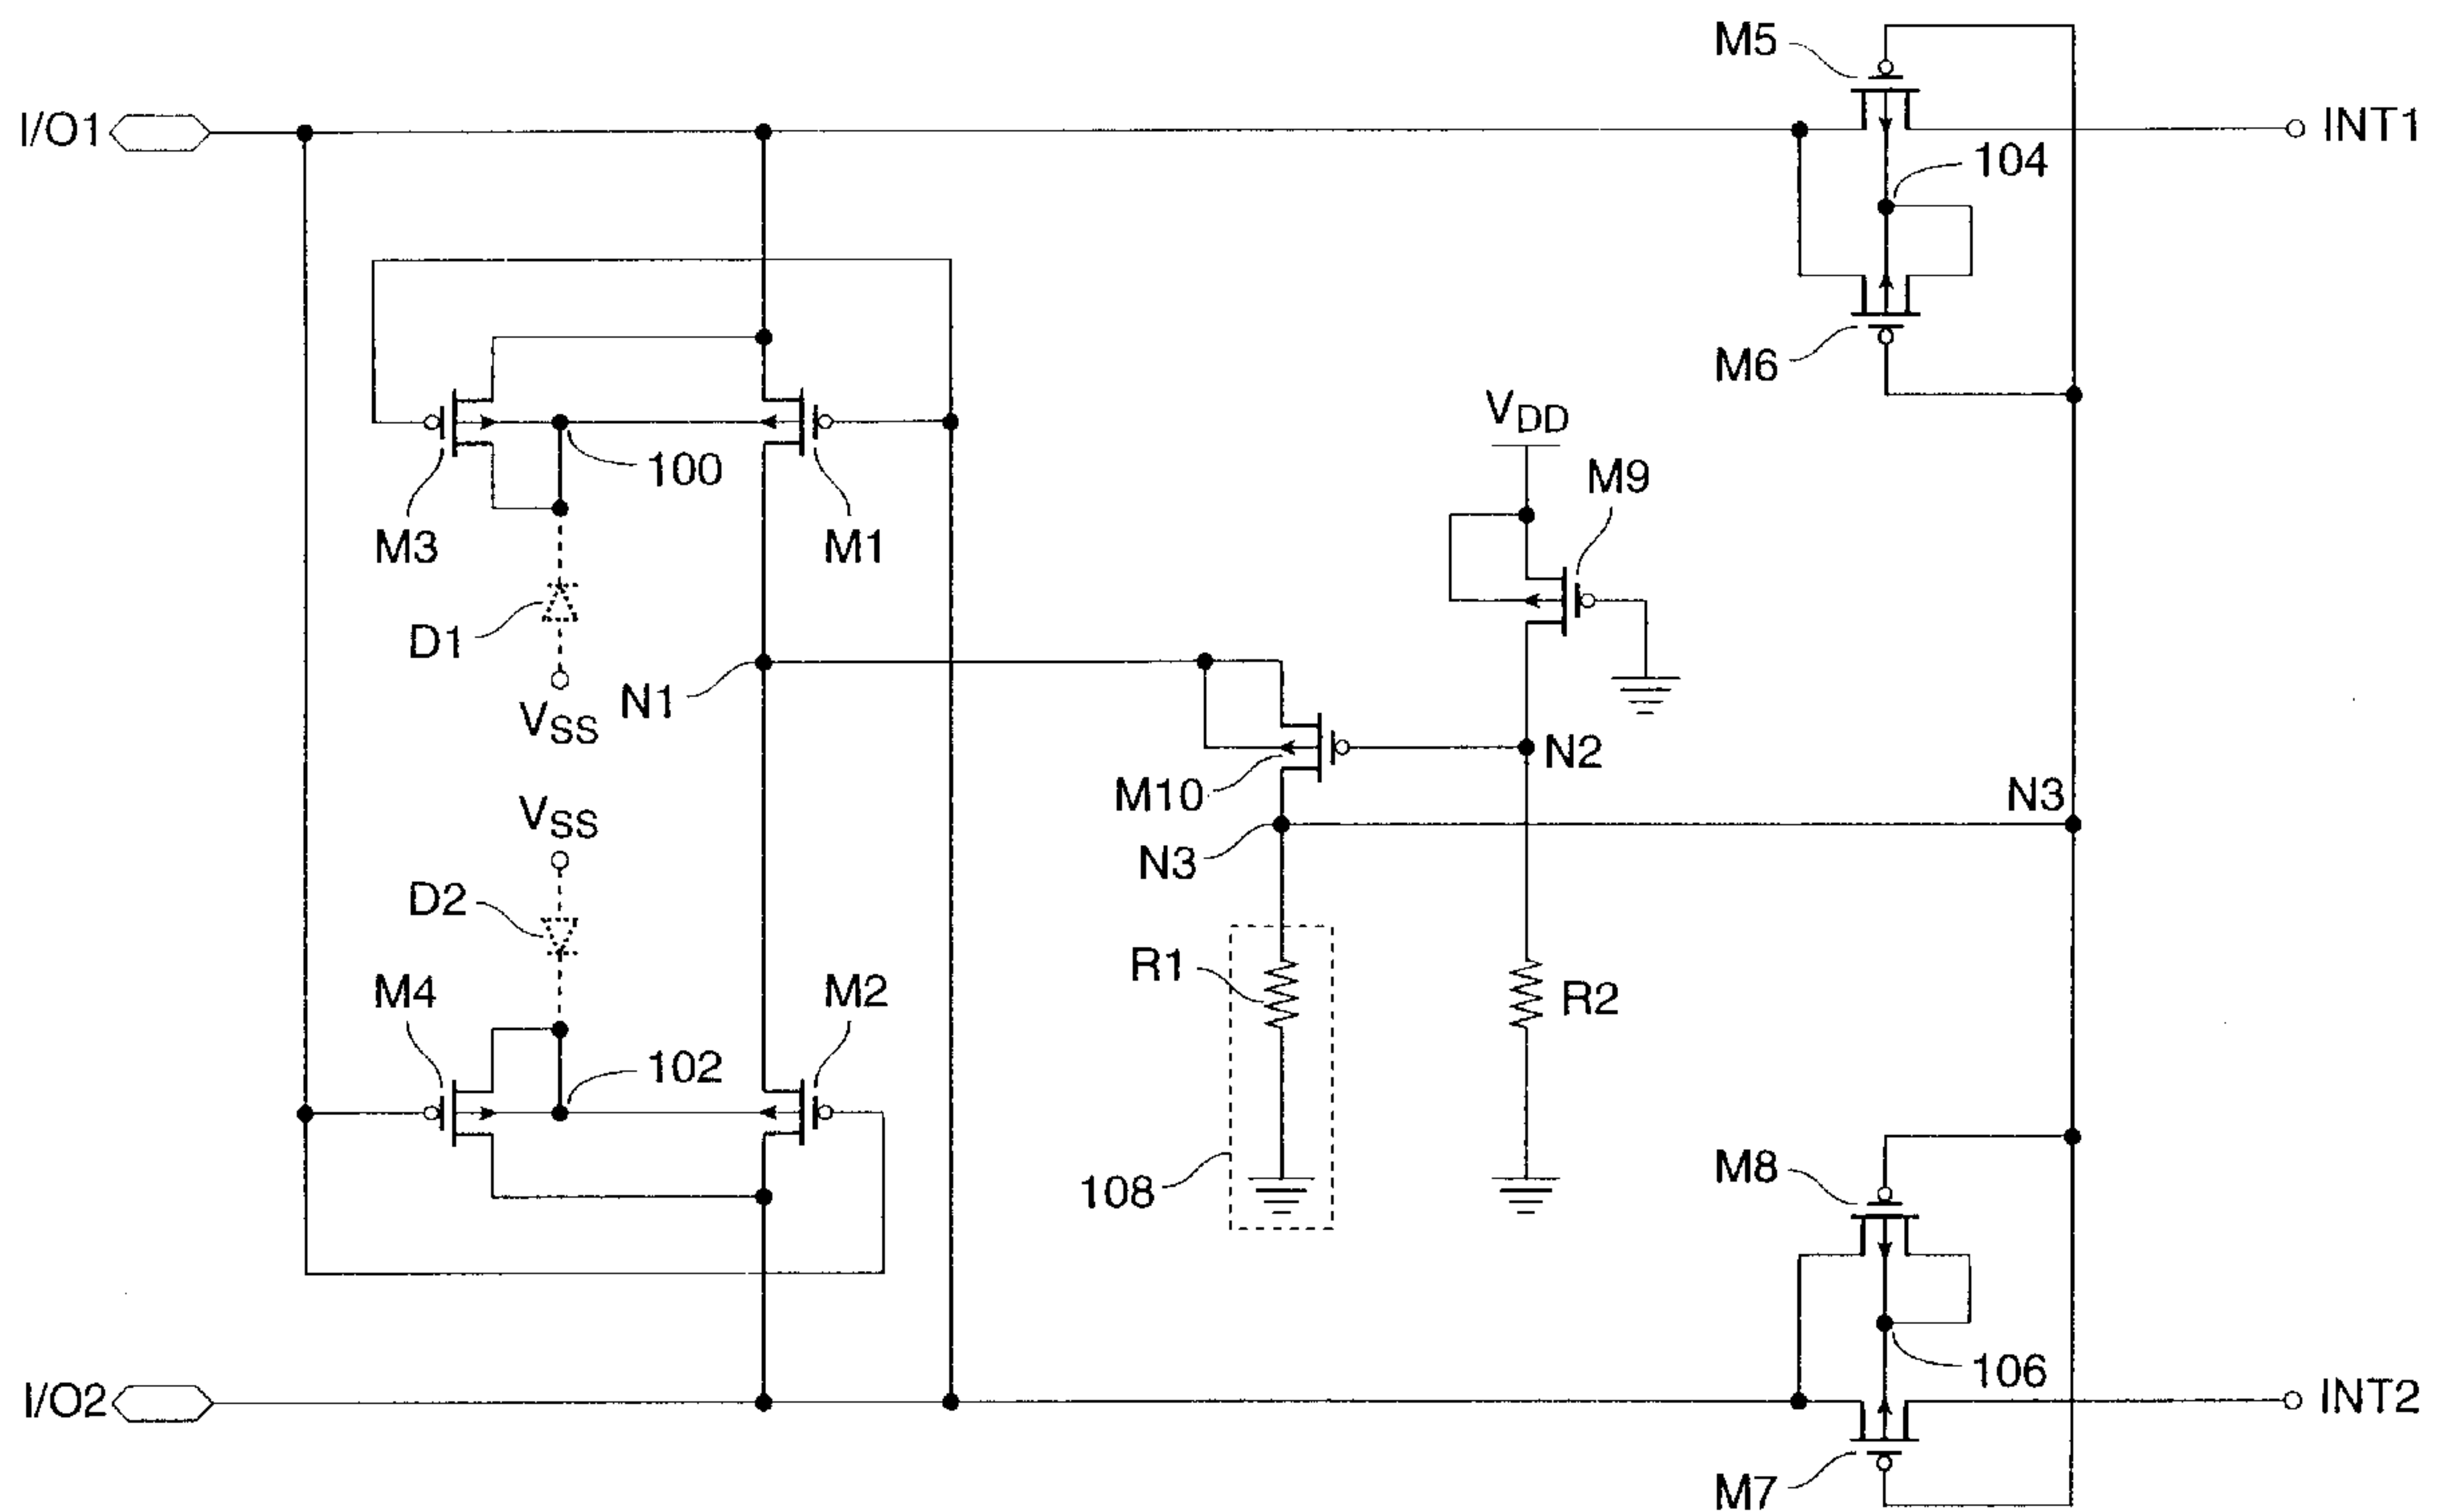 M5
I/O1
INT1
104
M6
VDD
M9
100
M3
M1
D1
N1
VSS
N2
M10
N3
VSS
N3
D2
R1
M4
M2
R2
102
M8
108
106
I/O2
INT2
M7